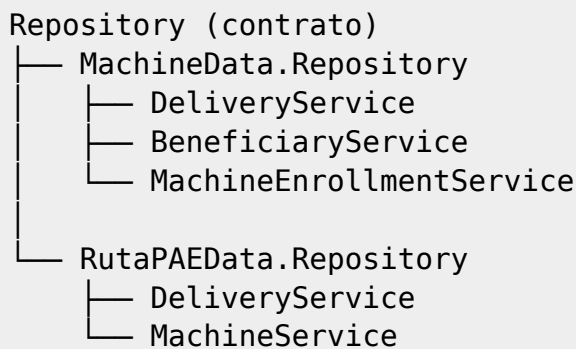 Repository (contrato)
├── MachineData.Repository
│   ├── DeliveryService
│   ├── BeneficiaryService
│   └── MachineEnrollmentService
│
└── RutaPAEData.Repository
    ├── DeliveryService
    └── MachineService